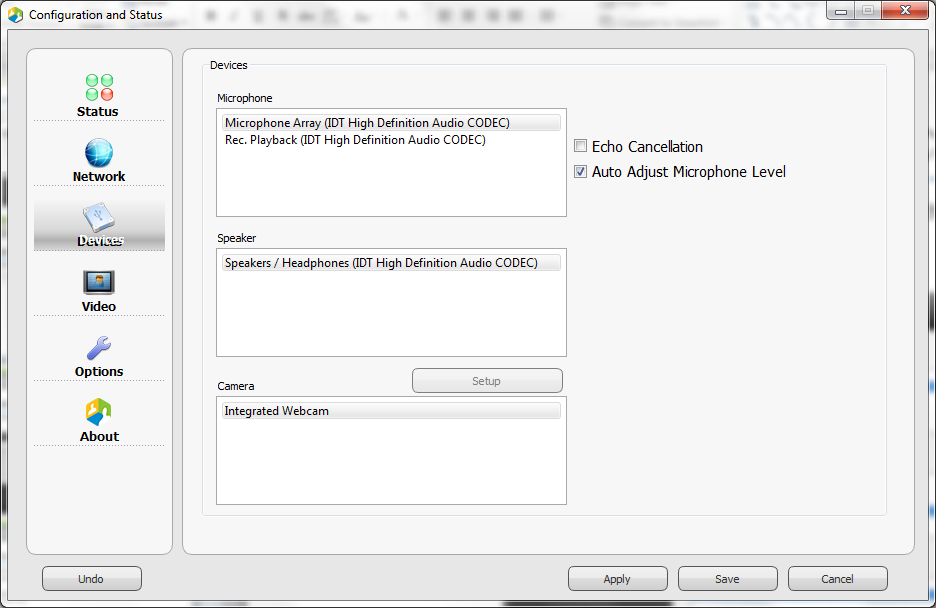 Configuration and Status
Status
Network
Devices
Video
Options
About
Devices
Microphone
Microphone Array (IDT High Definition Audio CODEC)
Rec. Playback (IDT High Definition Audio CODEC)
Echo Cancellation
Auto Adjust Microphone Level
Speaker
Speakers / Headphones (IDT High Definition Audio CODEC)
Camera
Setup
Integrated Webcam
Undo
Apply
Save
Cancel